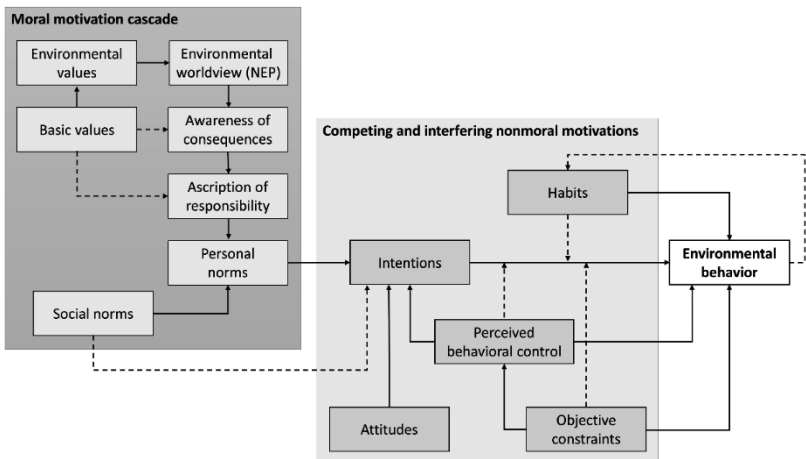 Moral motivation cascade
Environmental
values
Environmental
worldview (NEP)
Basic values
Awareness of
consequences
Ascription of
responsibility
Personal
norms
Social norms
Competing and interfering nonmoral motivations
Habits
Intentions
Environmental
behavior
Perceived
behavioral control
Attitudes
Objective
constraints